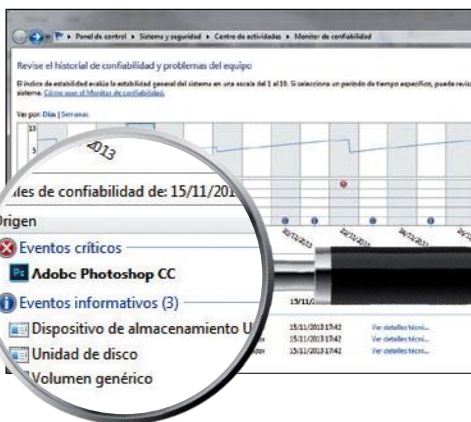 Panel de control ▸ Sistema y seguridad ▸ Centro de actividades ▸ Monitor de confiabilidad
Revise el historial de confiabilidad y problemas del equipo
El índice de estabilidad evalúa la estabilidad general del sistema en una escala del 1 al 10. Si selecciona un período de tiempo específico, puede
sistema. Cómo usar el Monitor de confiabilidad.
Ver por: Días | Semanas
10
5
2013
les de confiabilidad de: 15/11/201
Origen
Eventos críticos
Ps Adobe Photoshop CC
Eventos informativos (3)
Dispositivo de almacenamiento U
Unidad de disco
Volumen genérico
15/11/2013 17:42 Ver detalles técni...
15/11/2013 17:42 Ver detalles técni...
15/11/2013 17:42 Ver detalles técni...